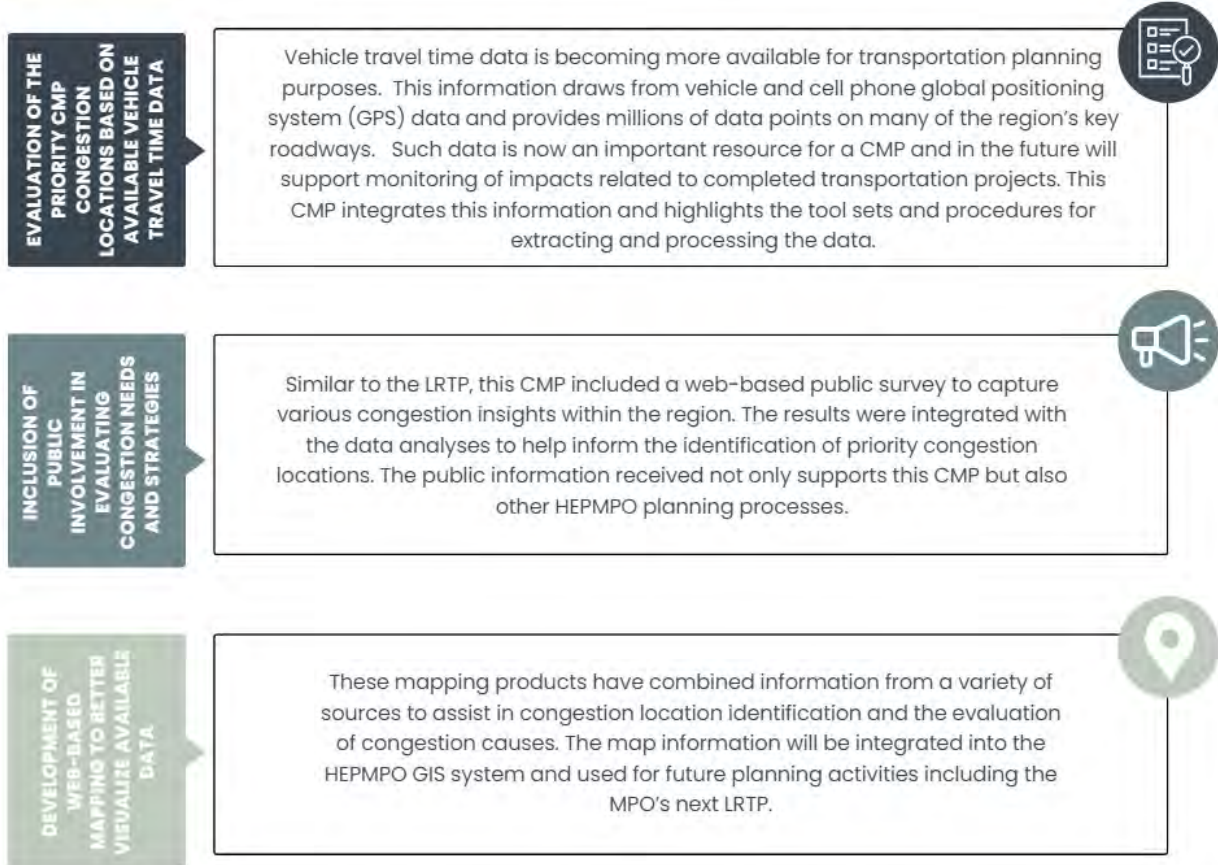 EVALUATION OF THE
PRIORITY CMP
CONGESTION
LOCATIONS BASED ON
AVAILABLE VEHICLE
TRAVEL TIME DATA
Vehicle travel time data is becoming more available for transportation planning
purposes. This information draws from vehicle and cell phone global positioning
system (GPS) data and provides millions of data points on many of the region's key
roadways. Such data is now an important resource for a CMP and in the future will
support monitoring of impacts related to completed transportation projects. This
CMP integrates this information and highlights the tool sets and procedures for
extracting and processing the data.
INCLUSION OF
PUBLIC
INVOLVEMENT IN
EVALUATING
CONGESTION NEEDS
AND STRATEGIES
Similar to the LRTP, this CMP included a web-based public survey to capture
various congestion insights within the region. The results were integrated with
the data analyses to help inform the identification of priority congestion
locations. The public information received not only supports this CMP but also
other HEPMPO planning processes.
DEVELOPMENT OF
WEB-BASED
MAPPING TO BETTER
VISUALIZE AVAILABLE
DATA
These mapping products have combined information from a variety of
sources to assist in congestion location identification and the evaluation
of congestion causes. The map information will be integrated into the
HEPMPO GIS system and used for future planning activities including the
MPO's next LRTP.